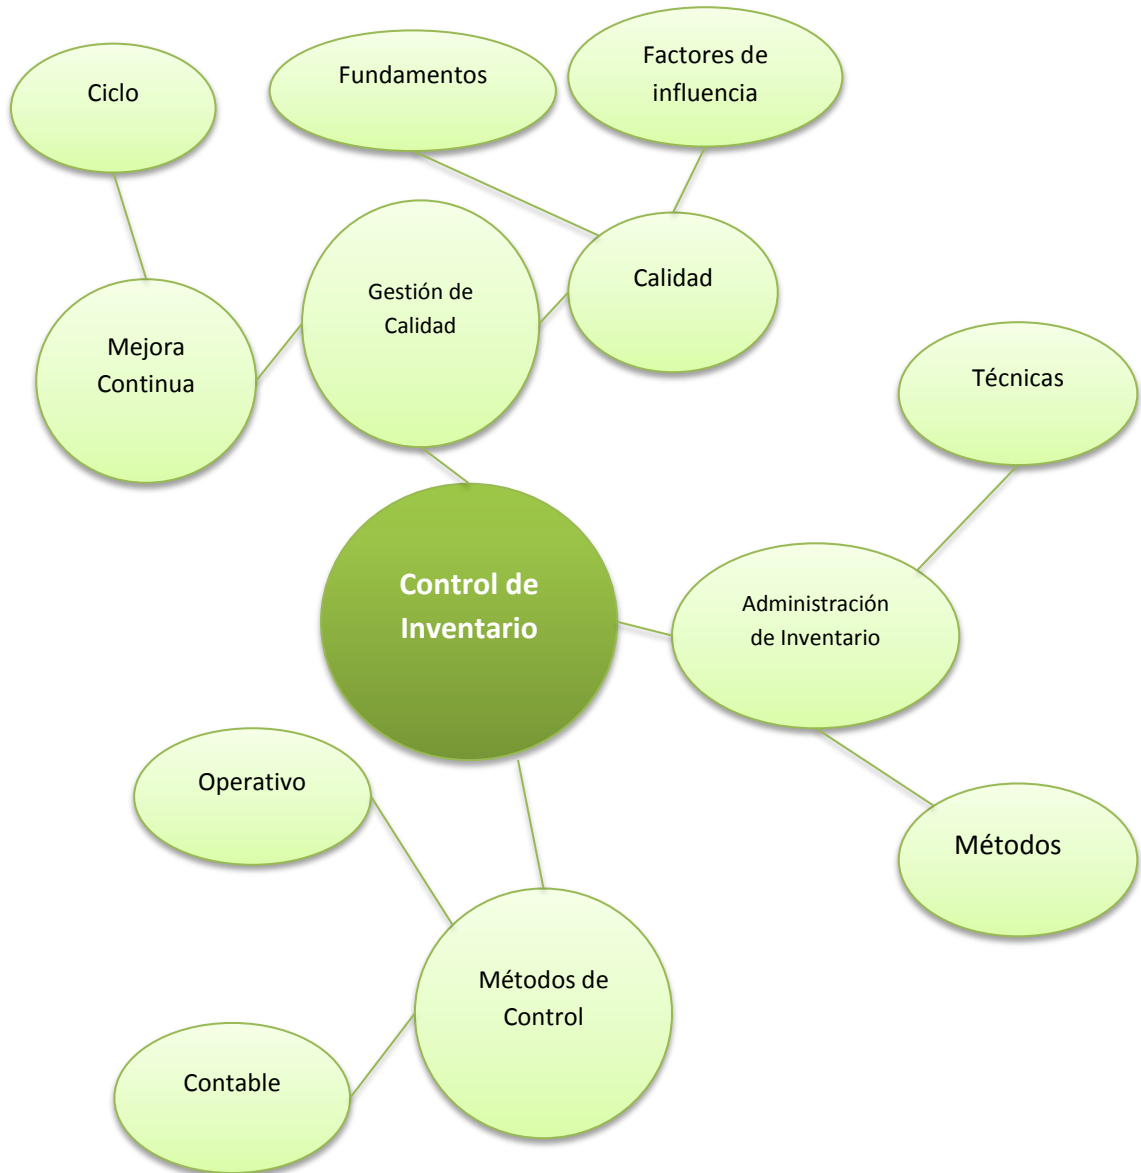 Ciclo
Fundamentos
Factores de
influencia
Gestión de
Calidad
Calidad
Mejora
Continua
Técnicas
Control de
Inventario
Administración
de Inventario
Operativo
Métodos
Métodos de
Control
Contable